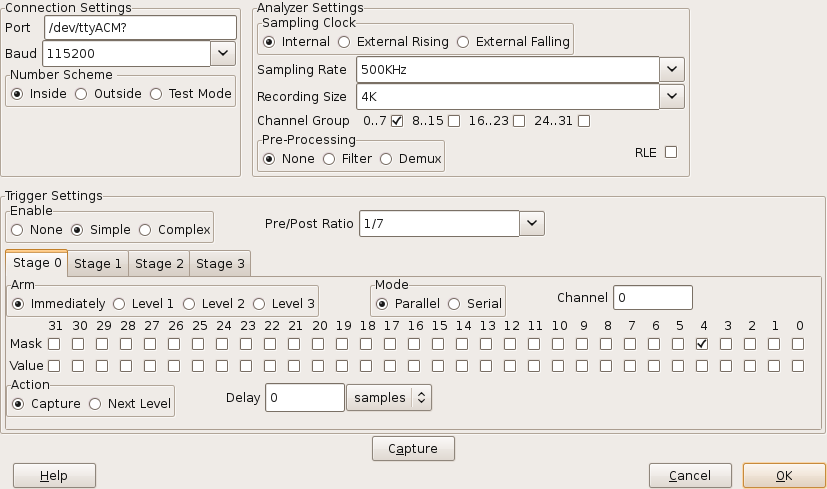 Connection Settings
Port /dev/ttyACM?
Baud 115200
Number Scheme
Inside Outside Test Mode
Analyzer Settings
Sampling Clock
Internal External Rising External Falling
Sampling Rate 500KHz
Recording Size 4K
Channel Group 0..7 8..15 16..23 24..31
Pre-Processing
None Filter Demux
RLE
Trigger Settings
Enable
None Simple Complex
Pre/Post Ratio 1/7
Stage 0 Stage 1 Stage 2 Stage 3
Arm
Immediately Level 1 Level 2 Level 3
Mode
Parallel Serial
Channel 0
31 30 29 28 27 26 25 24 23 22 21 20 19 18 17 16 15 14 13 12 11 10 9 8 7 6 5 4 3 2 1 0
Mask
Value
Action
Capture Next Level
Delay 0 samples
Capture
Help Cancel OK